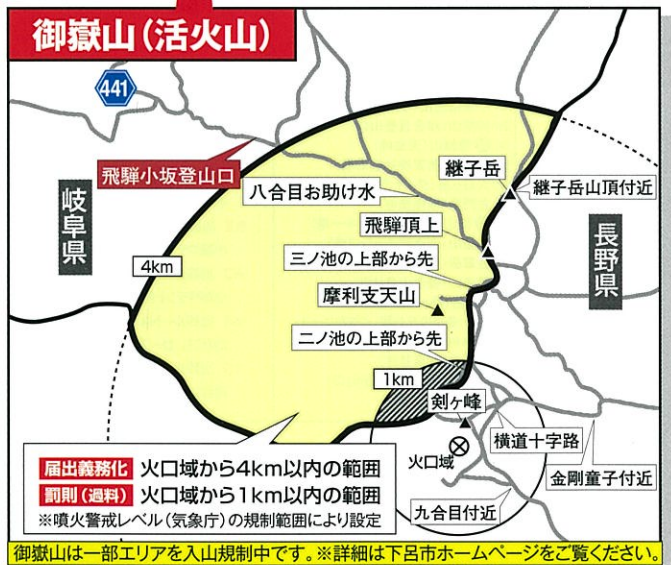 御嶽山(活火山)
441
飛騨小坂登山口
八合目お助け水
継子岳
継子岳山頂付近
飛騨頂上
岐阜県
長野県
三ノ池の上部から先
4km
摩利支天山
二ノ池の上部から先
1km
剣ヶ峰
横道十字路
火口域
金剛童子付近
九合目付近
届出義務化 火口域から4km以内の範囲
罰則(過料) 火口域から1km以内の範囲
※噴火警戒レベル(気象庁)の規制範囲により設定
御嶽山は一部エリアを入山規制中です。※詳細は下呂市ホームページをご覧ください。